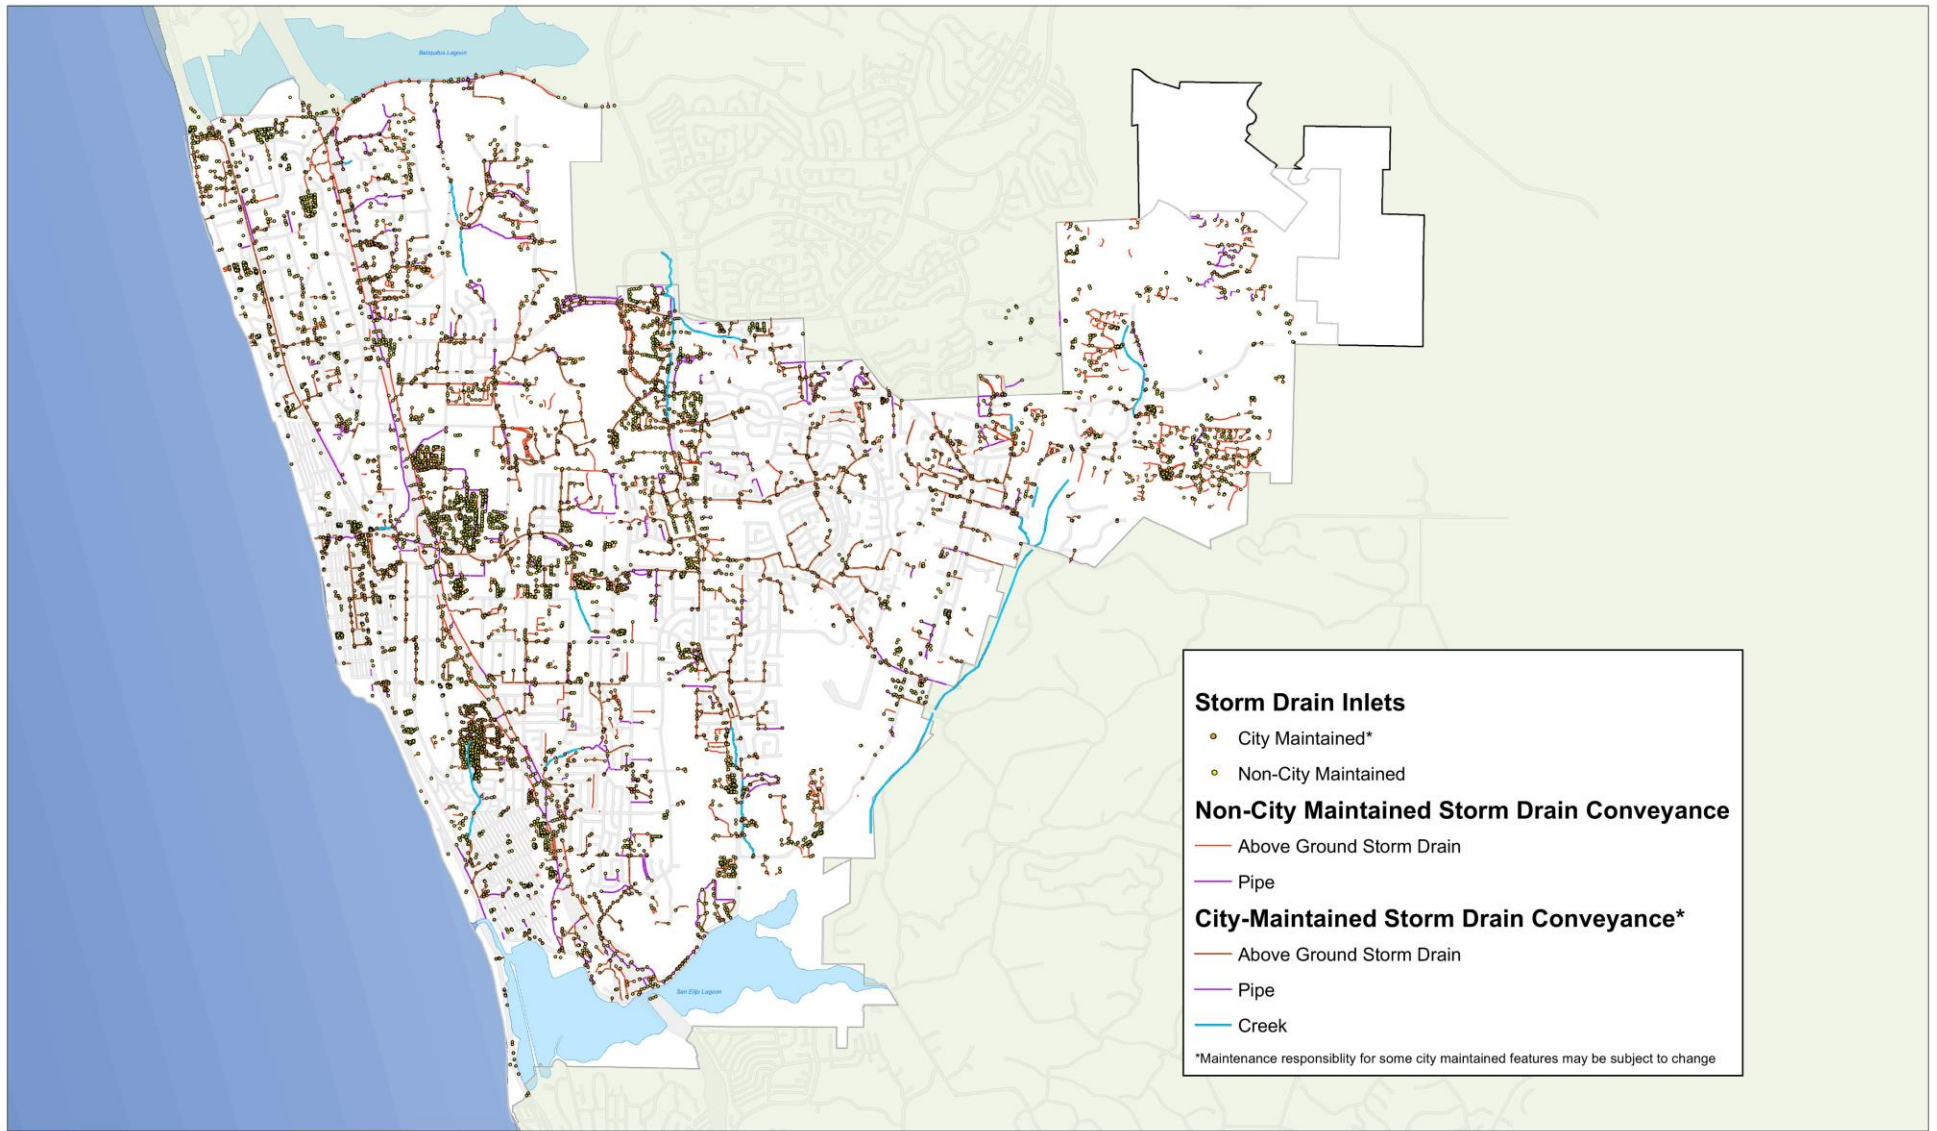 Batiquitos Lagoon
San Elijo Lagoon
Storm Drain Inlets
City Maintained*
Non-City Maintained
Non-City Maintained Storm Drain Conveyance
Above Ground Storm Drain
Pipe
City-Maintained Storm Drain Conveyance*
Above Ground Storm Drain
Pipe
Creek
*Maintenance responsiblity for some city maintained features may be subject to change